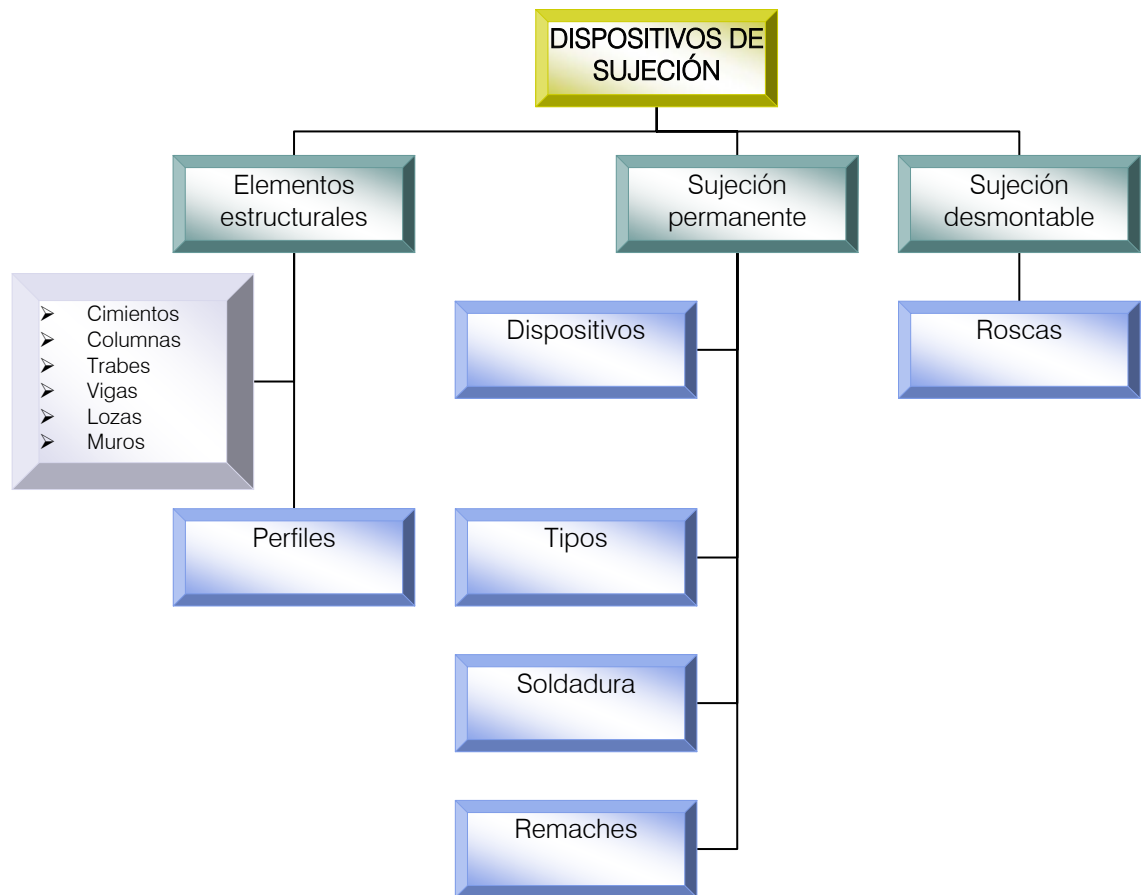 DISPOSITIVOS DE
SUJECIÓN
Elementos
estructurales
Sujeción
permanente
Sujeción
desmontable
➢ Cimientos
➢ Columnas
➢ Trabes
➢ Vigas
➢ Lozas
➢ Muros
Dispositivos
Roscas
Perfiles
Tipos
Soldadura
Remaches